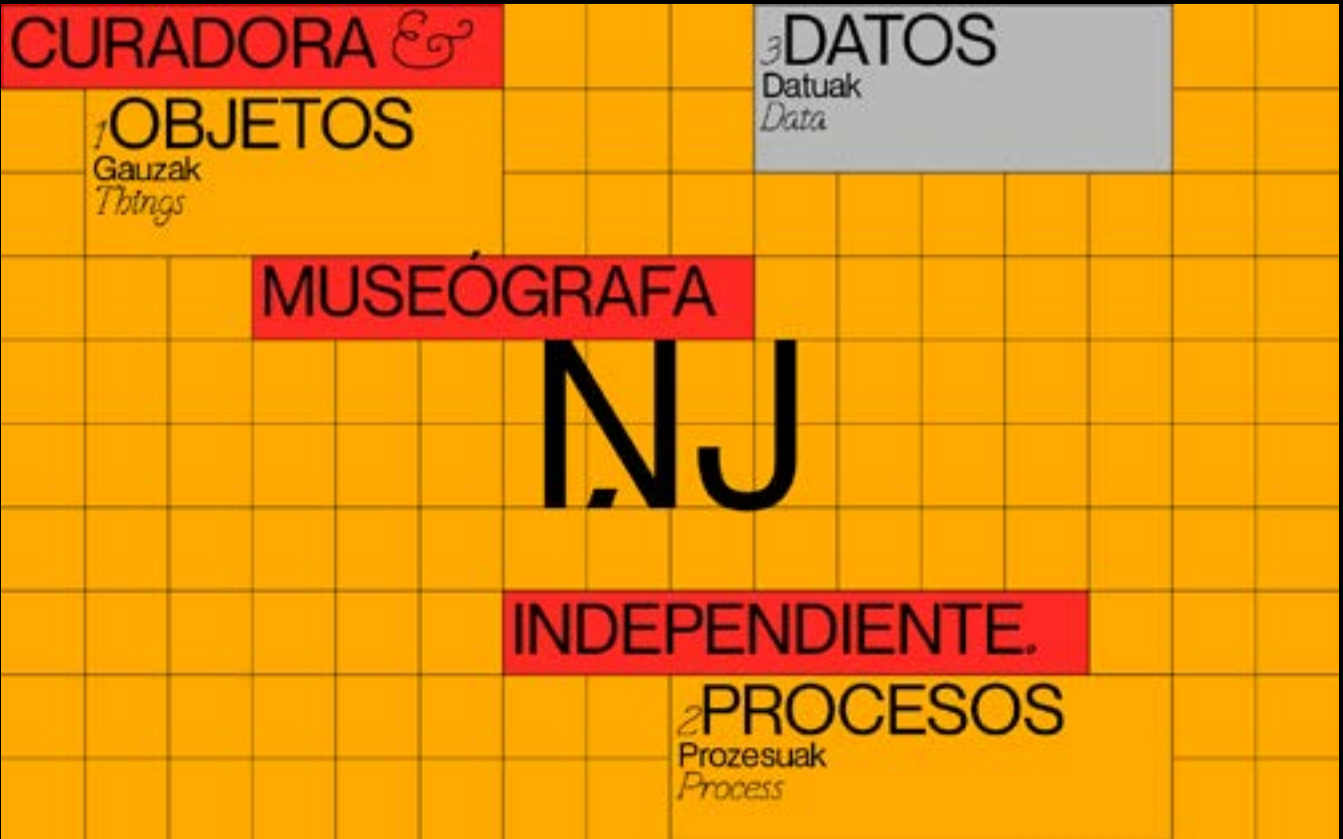 CURADORA &
1OBJETOS
Gauzak
Things
3DATOS
Datuak
Data
MUSEÓGRAFA
NJ
INDEPENDIENTE.
2PROCESOS
Prozesuak
Process